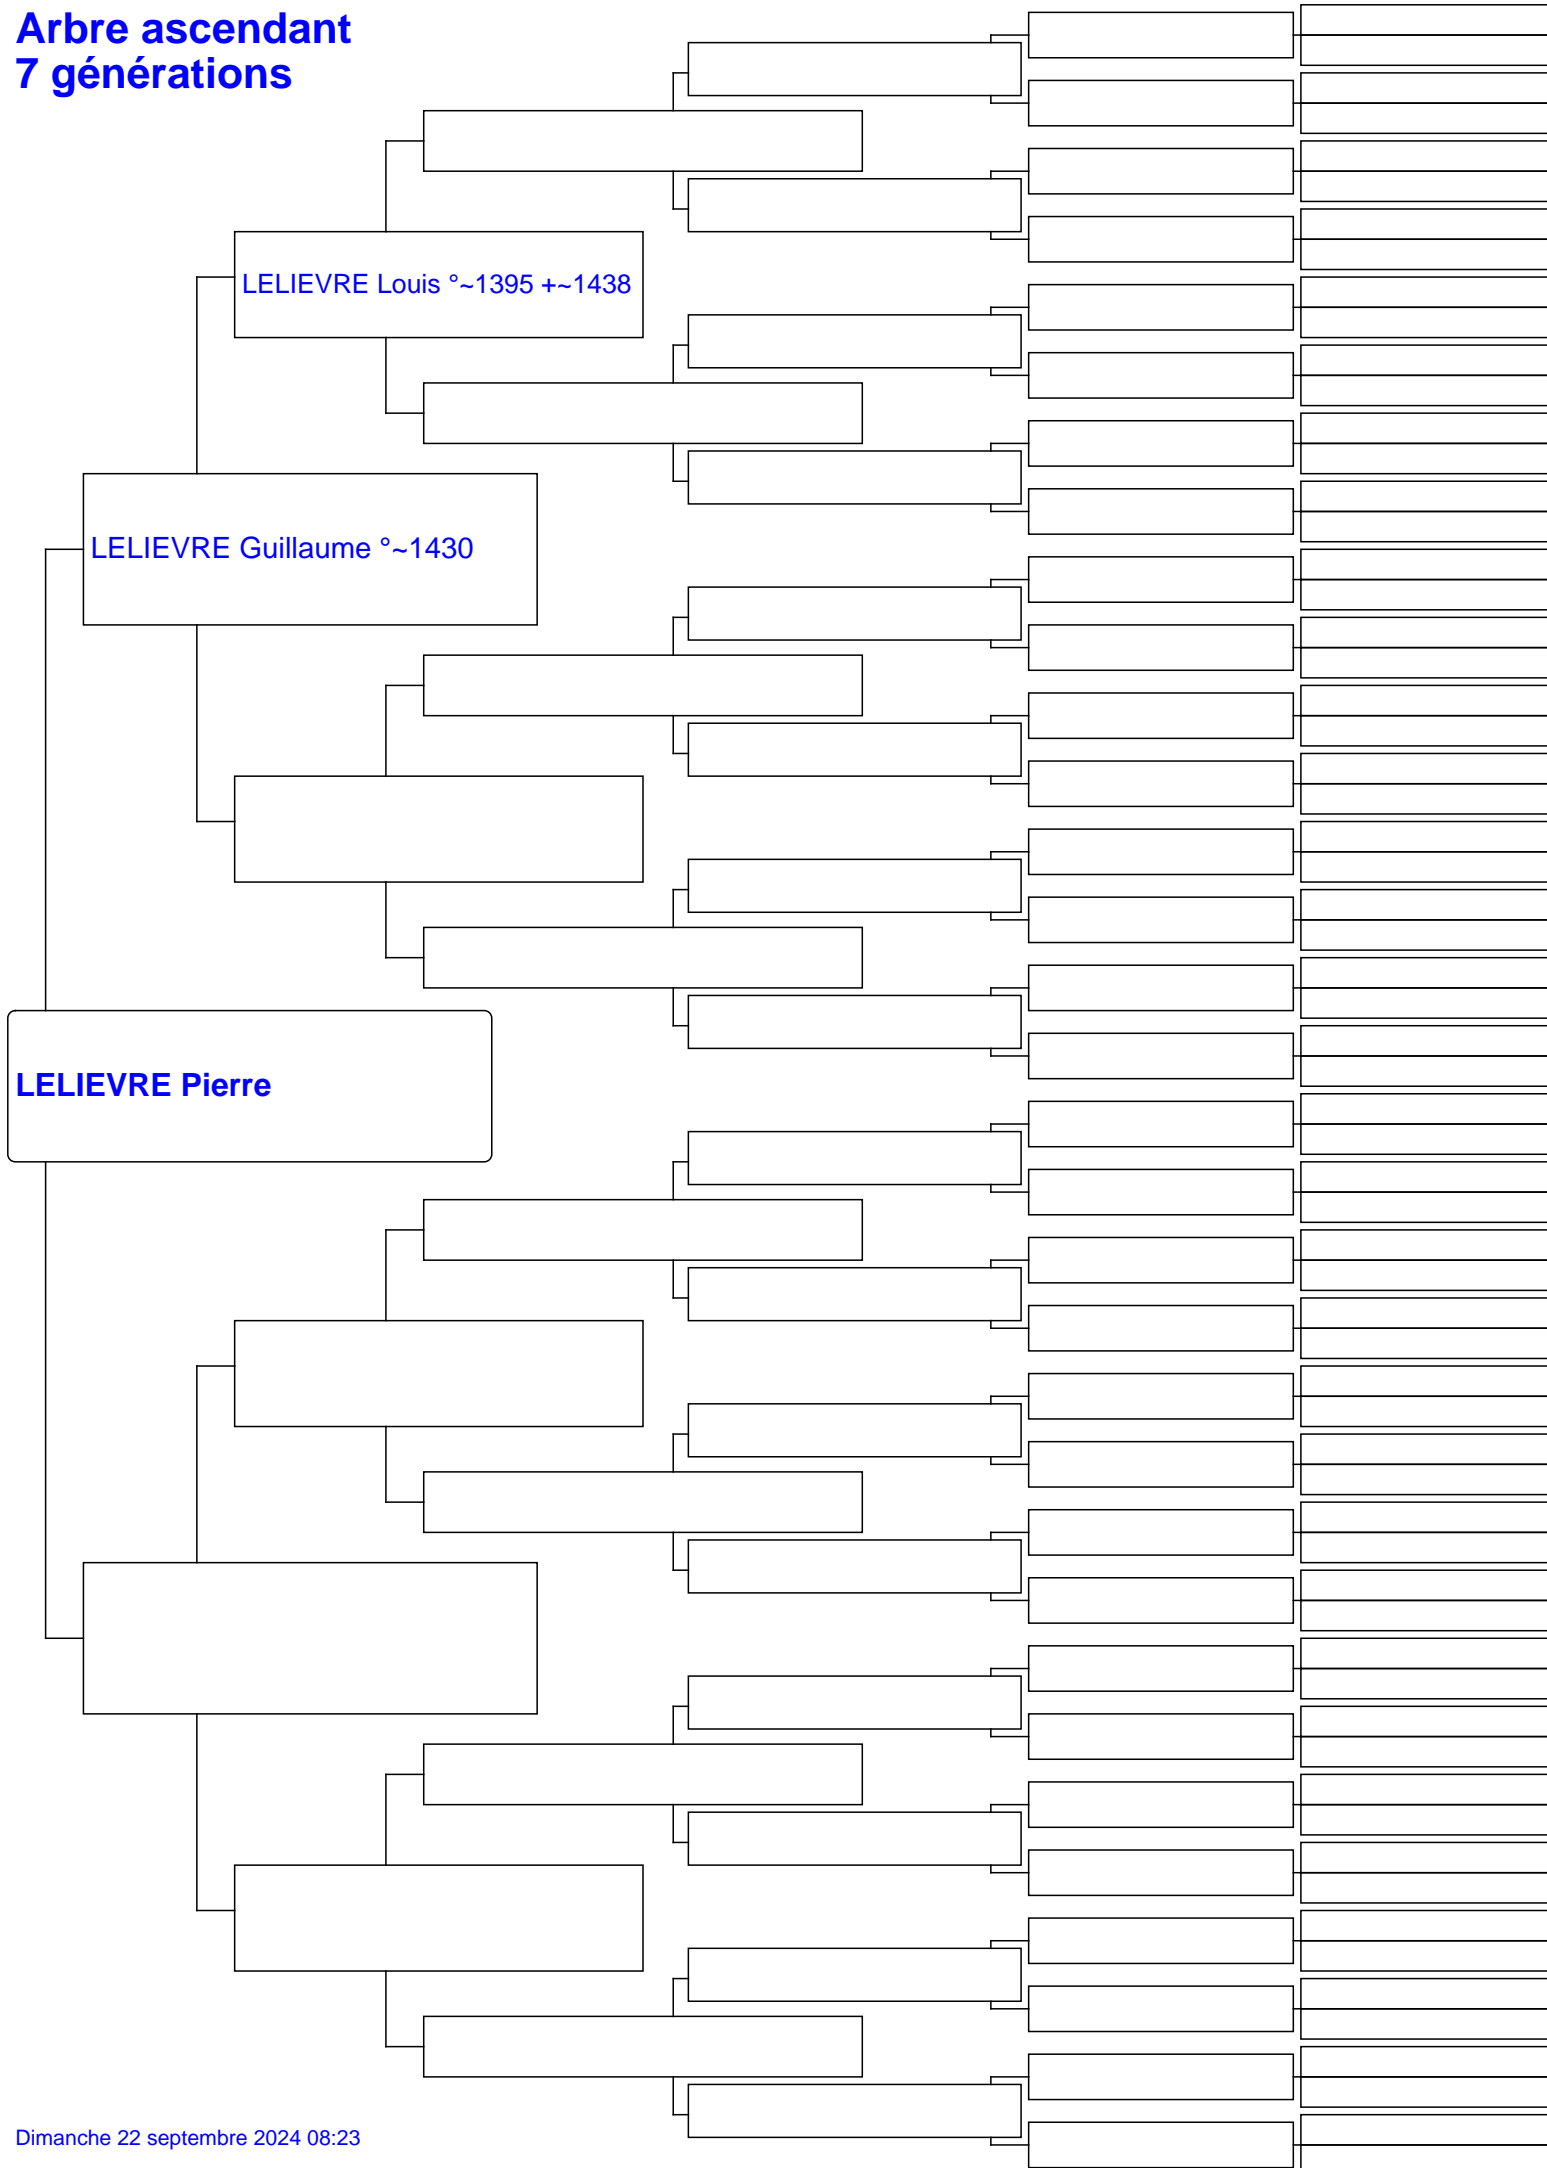 Arbre ascendant
7 générations
LELIEVRE Louis °~1395 +~1438
LELIEVRE Guillaume °~1430
LELIEVRE Pierre
Dimanche 22 septembre 2024 08:23